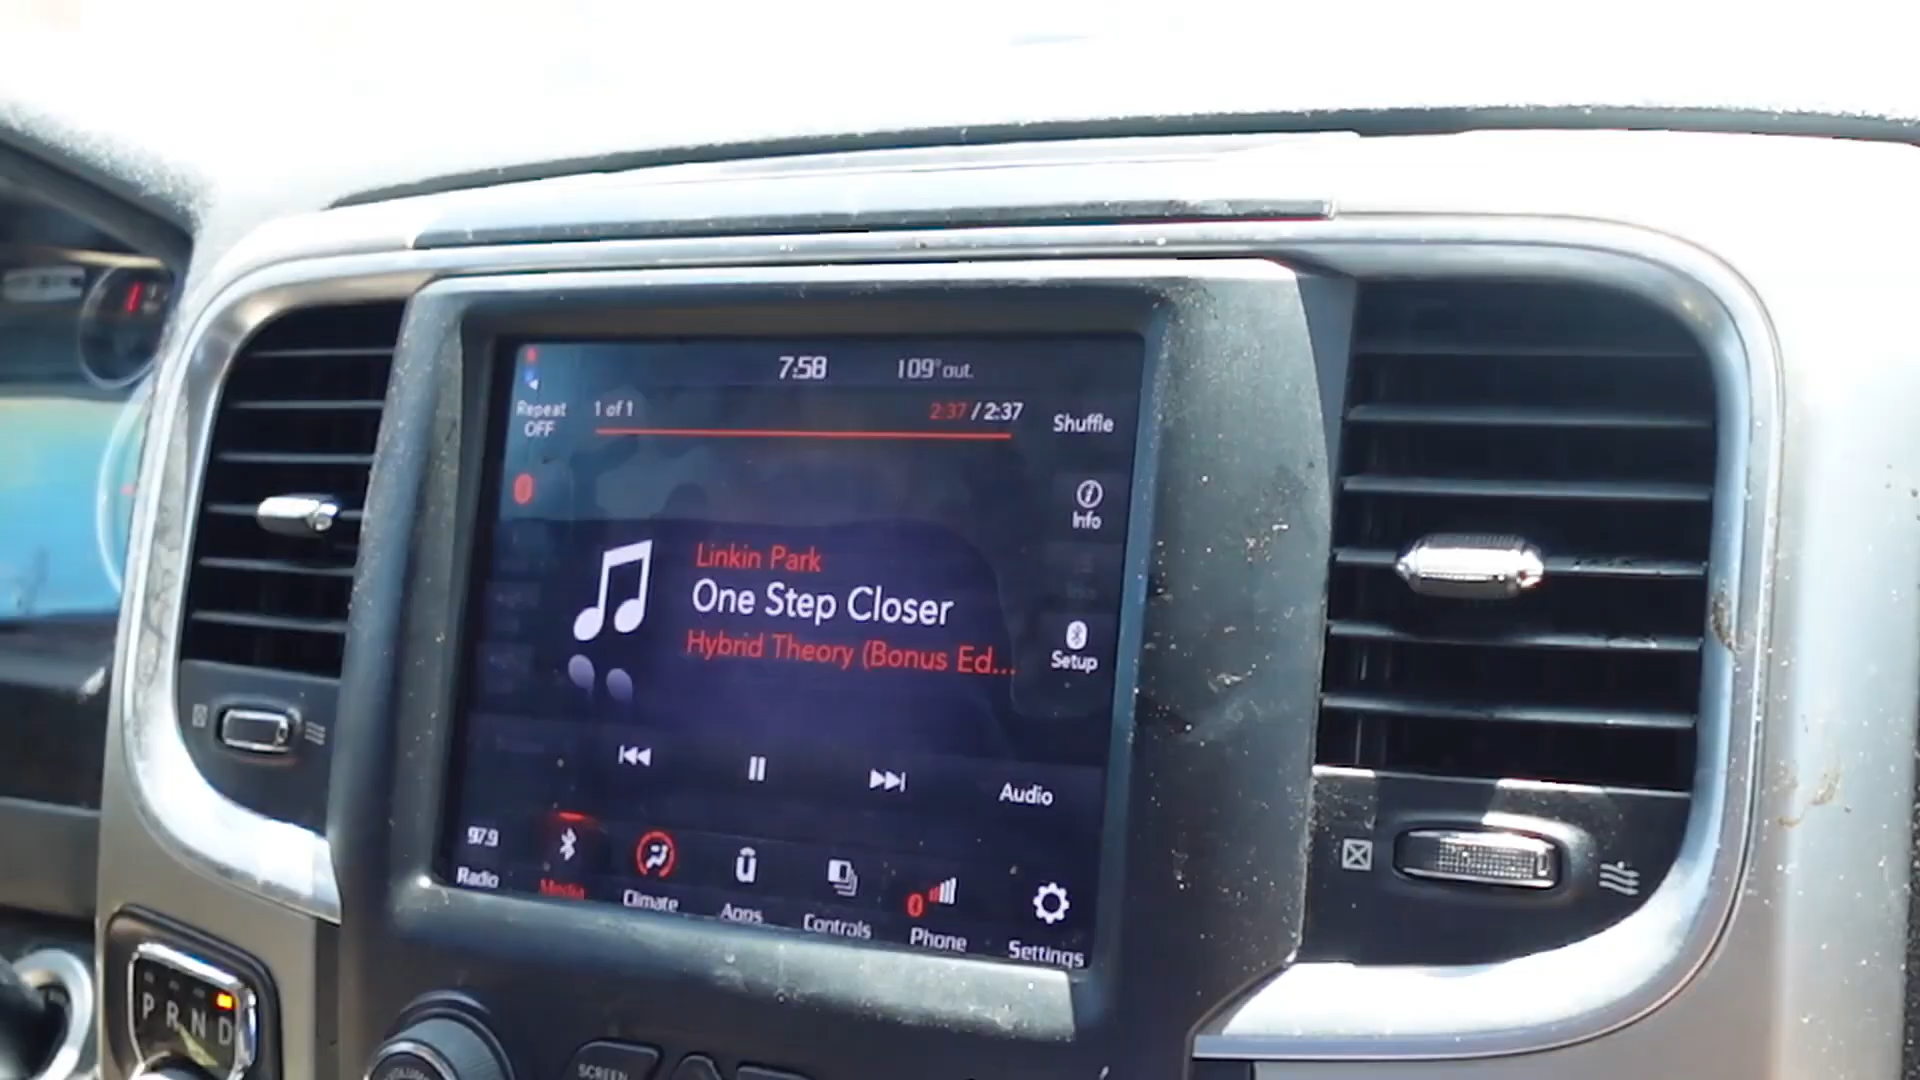 7:58 109° out.
Repeat OFF
1 of 1
2:37 / 2:37
Shuffle
Info
Linkin Park
One Step Closer
Hybrid Theory (Bonus Ed...
Setup
Audio
97.9
Radio
Media
Climate
Apps
Controls
Phone
Settings
P R N D
SCREEN